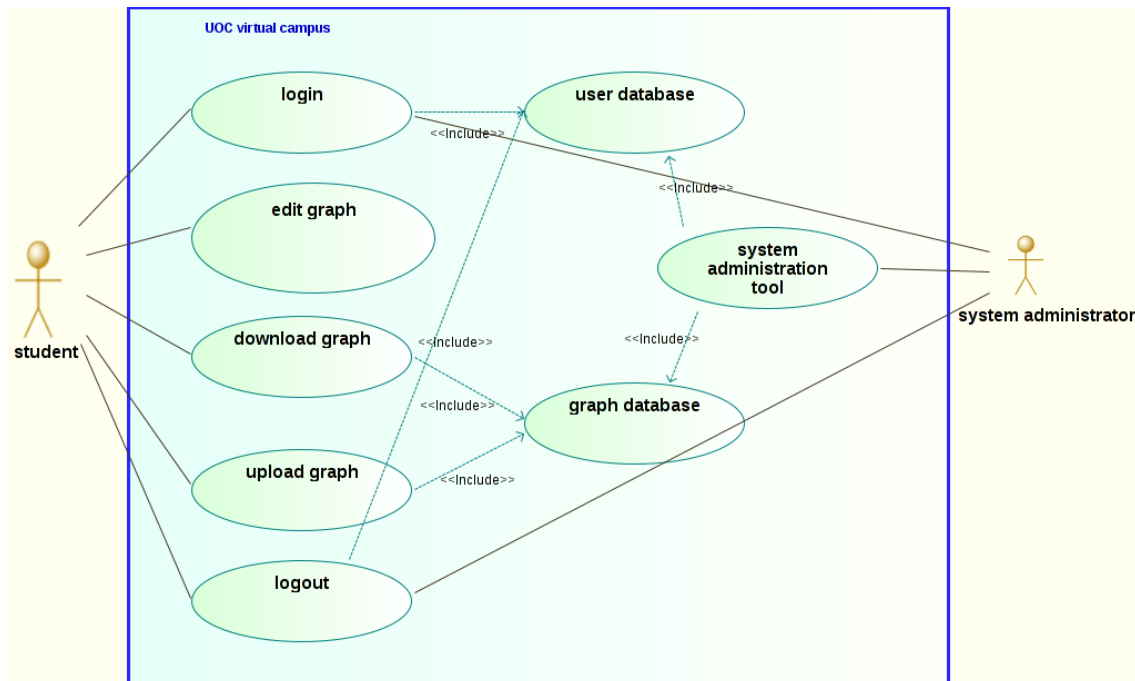 UOC virtual campus
login
user database
<<Include>>
<<Include>>
edit graph
system
administration
tool
student
system administrator
download graph
<<Include>>
<<Include>>
<<Include>>
graph database
upload graph
<<Include>>
logout